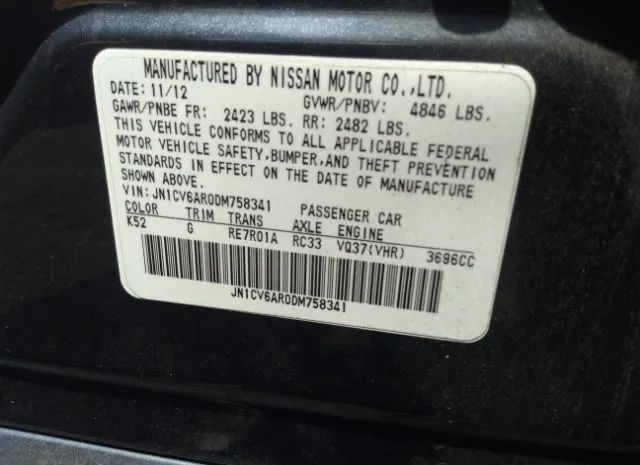 MANUFACTURED BY NISSAN MOTOR CO.,LTD.
DATE: 11/12 GVWR/PNBV: 4846 LBS.
GAWR/PNBE FR: 2423 LBS. RR: 2482 LBS.
THIS VEHICLE CONFORMS TO ALL APPLICABLE FEDERAL
MOTOR VEHICLE SAFETY,BUMPER,AND THEFT PREVENTION
STANDARDS IN EFFECT ON THE DATE OF MANUFACTURE
SHOWN ABOVE.
VIN: JN1CV6AR0DM758341 PASSENGER CAR
COLOR TRIM TRANS AXLE ENGINE
K52 G RE7R01A RC33 VQ37(VHR) 3696CC
JN1CV6AR0DM758341